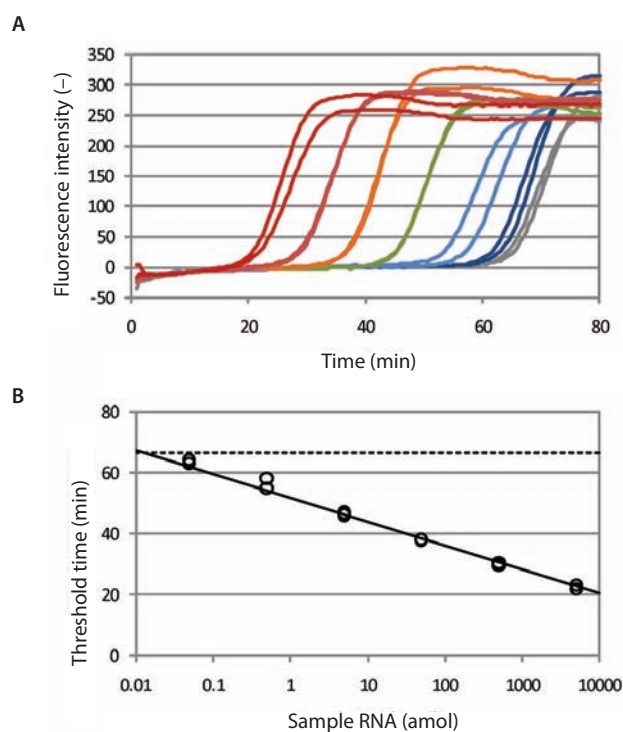 A
350
300
250
200
150
100
50
0
-50
Fluorescence intensity (–)
0 20 40 60 80
Time (min)
B
80
60
40
20
0
Threshold time (min)
0.01 0.1 1 10 100 1000 10000
Sample RNA (amol)